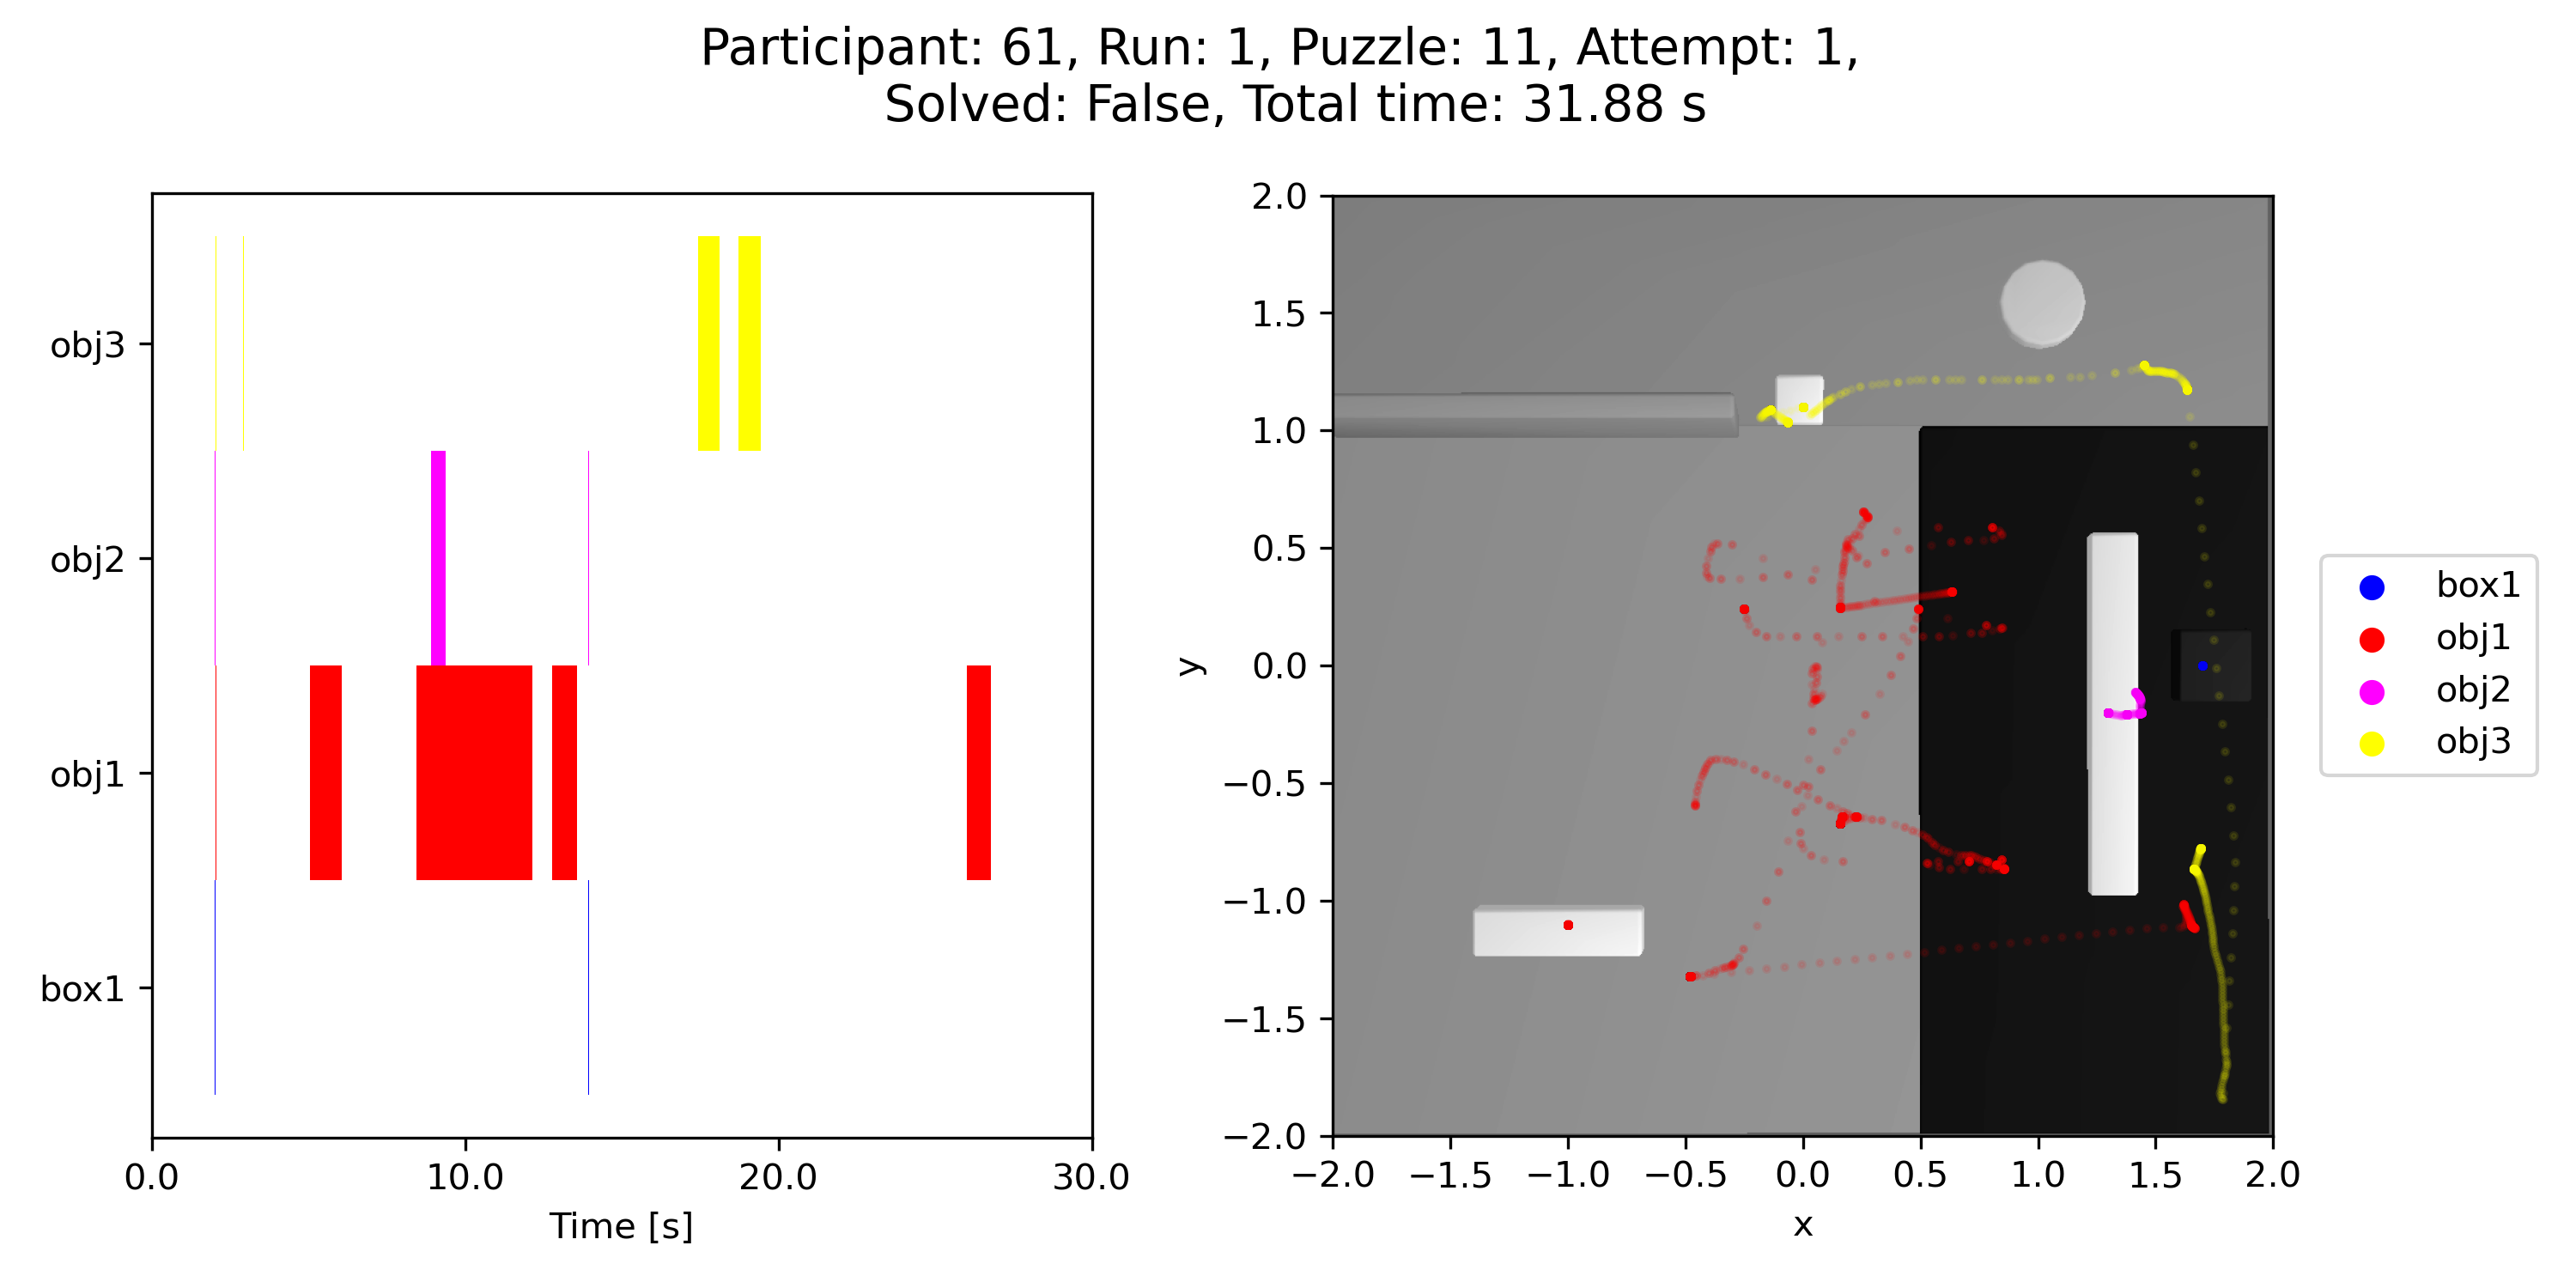 Participant: 61, Run: 1, Puzzle: 11, Attempt: 1,
Solved: False, Total time: 31.88 s
obj3
obj2
obj1
box1
0.0 10.0 20.0 30.0
Time [s]
2.0
1.5
1.0
0.5
0.0
−0.5
−1.0
−1.5
−2.0
y
−2.0 −1.5 −1.0 −0.5 0.0 0.5 1.0 1.5 2.0
x
box1
obj1
obj2
obj3